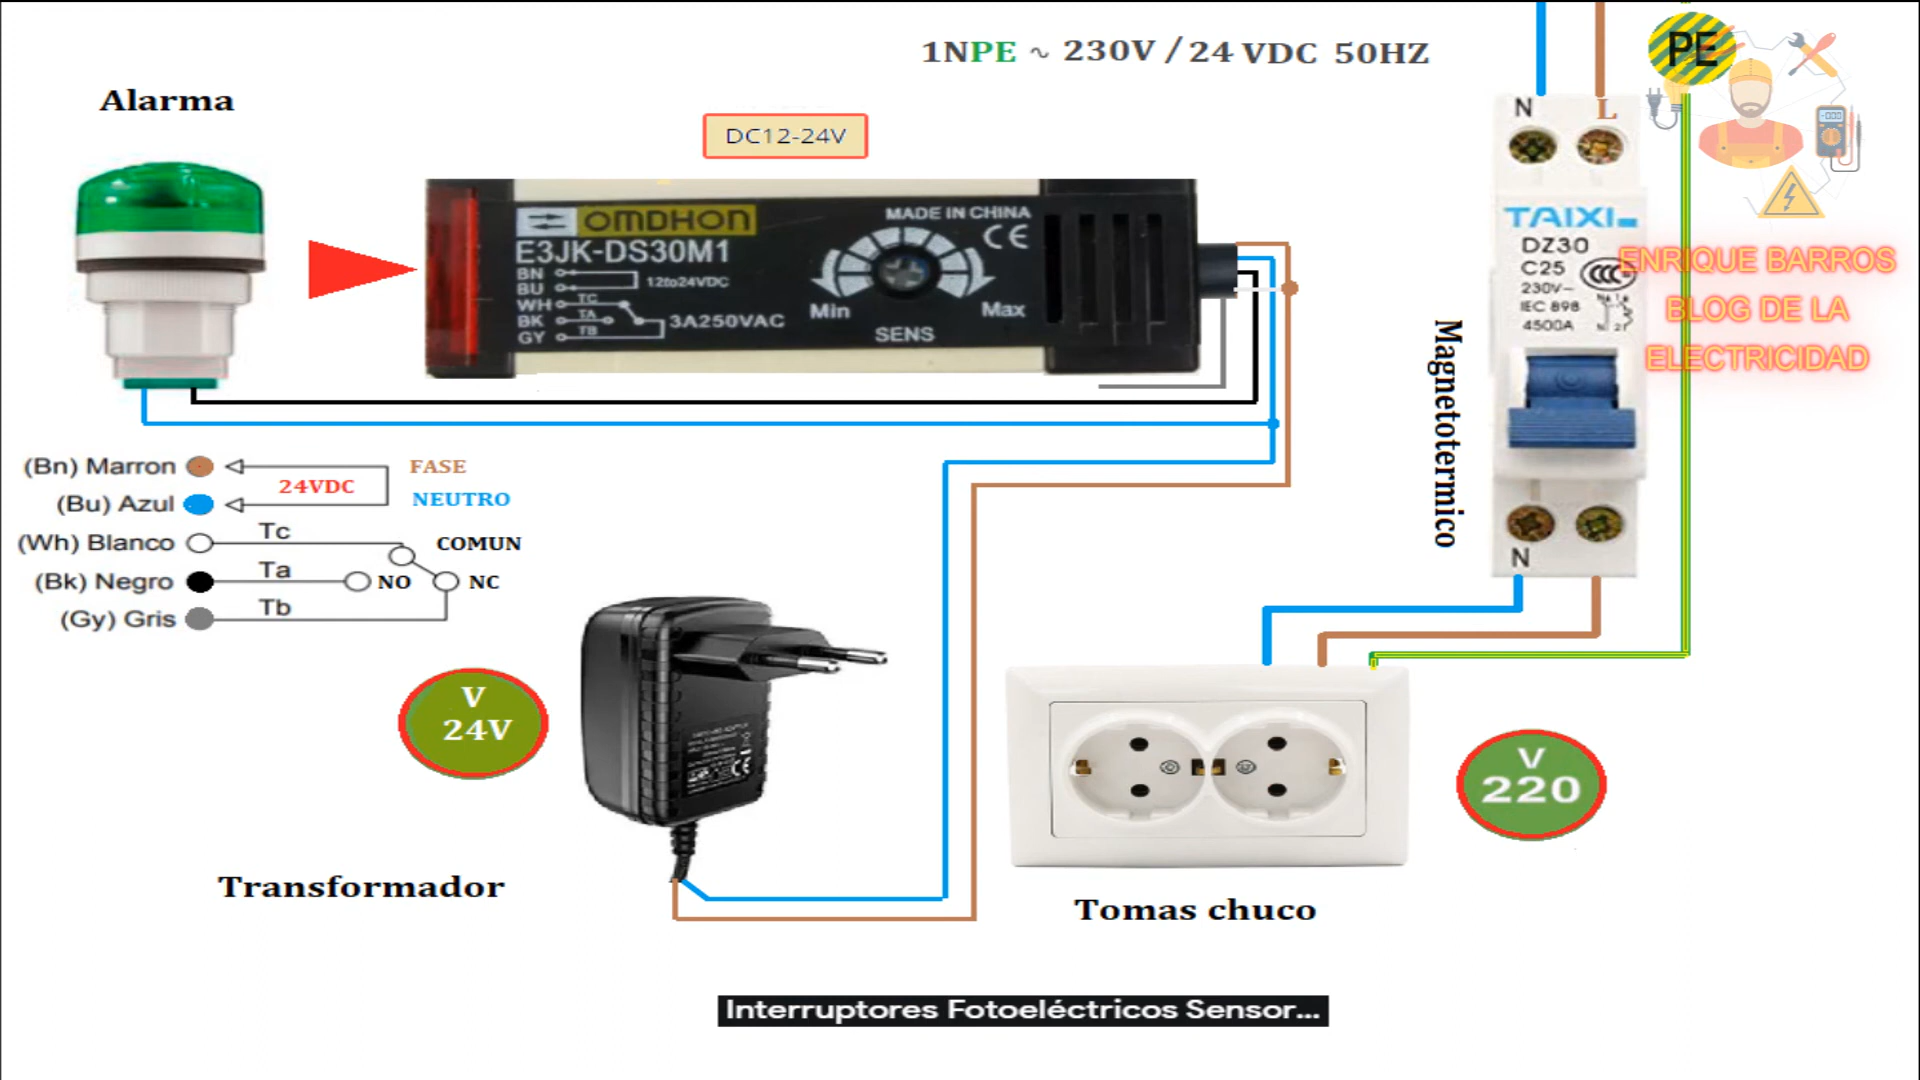 1NPE ~ 230V / 24 VDC 50HZ
PE
Alarma
DC12-24V
N
L
OMDHON
MADE IN CHINA
CE
E3JK-DS30M1
BN
BU
12to24VDC
WH
TC
BK
TA
3A250VAC
GY
TB
Min
Max
SENS
TAIXI
DZ30
C25
CCC
230V~
IEC 898
4500A
ENRIQUE BARROS
BLOG DE LA
ELECTRICIDAD
Magnetotermico
(Bn) Marron
FASE
24VDC
(Bu) Azul
NEUTRO
(Wh) Blanco
Tc
COMUN
(Bk) Negro
Ta
NO
NC
(Gy) Gris
Tb
N
V
24V
V
220
Transformador
Tomas chuco
Interruptores Fotoeléctricos Sensor...